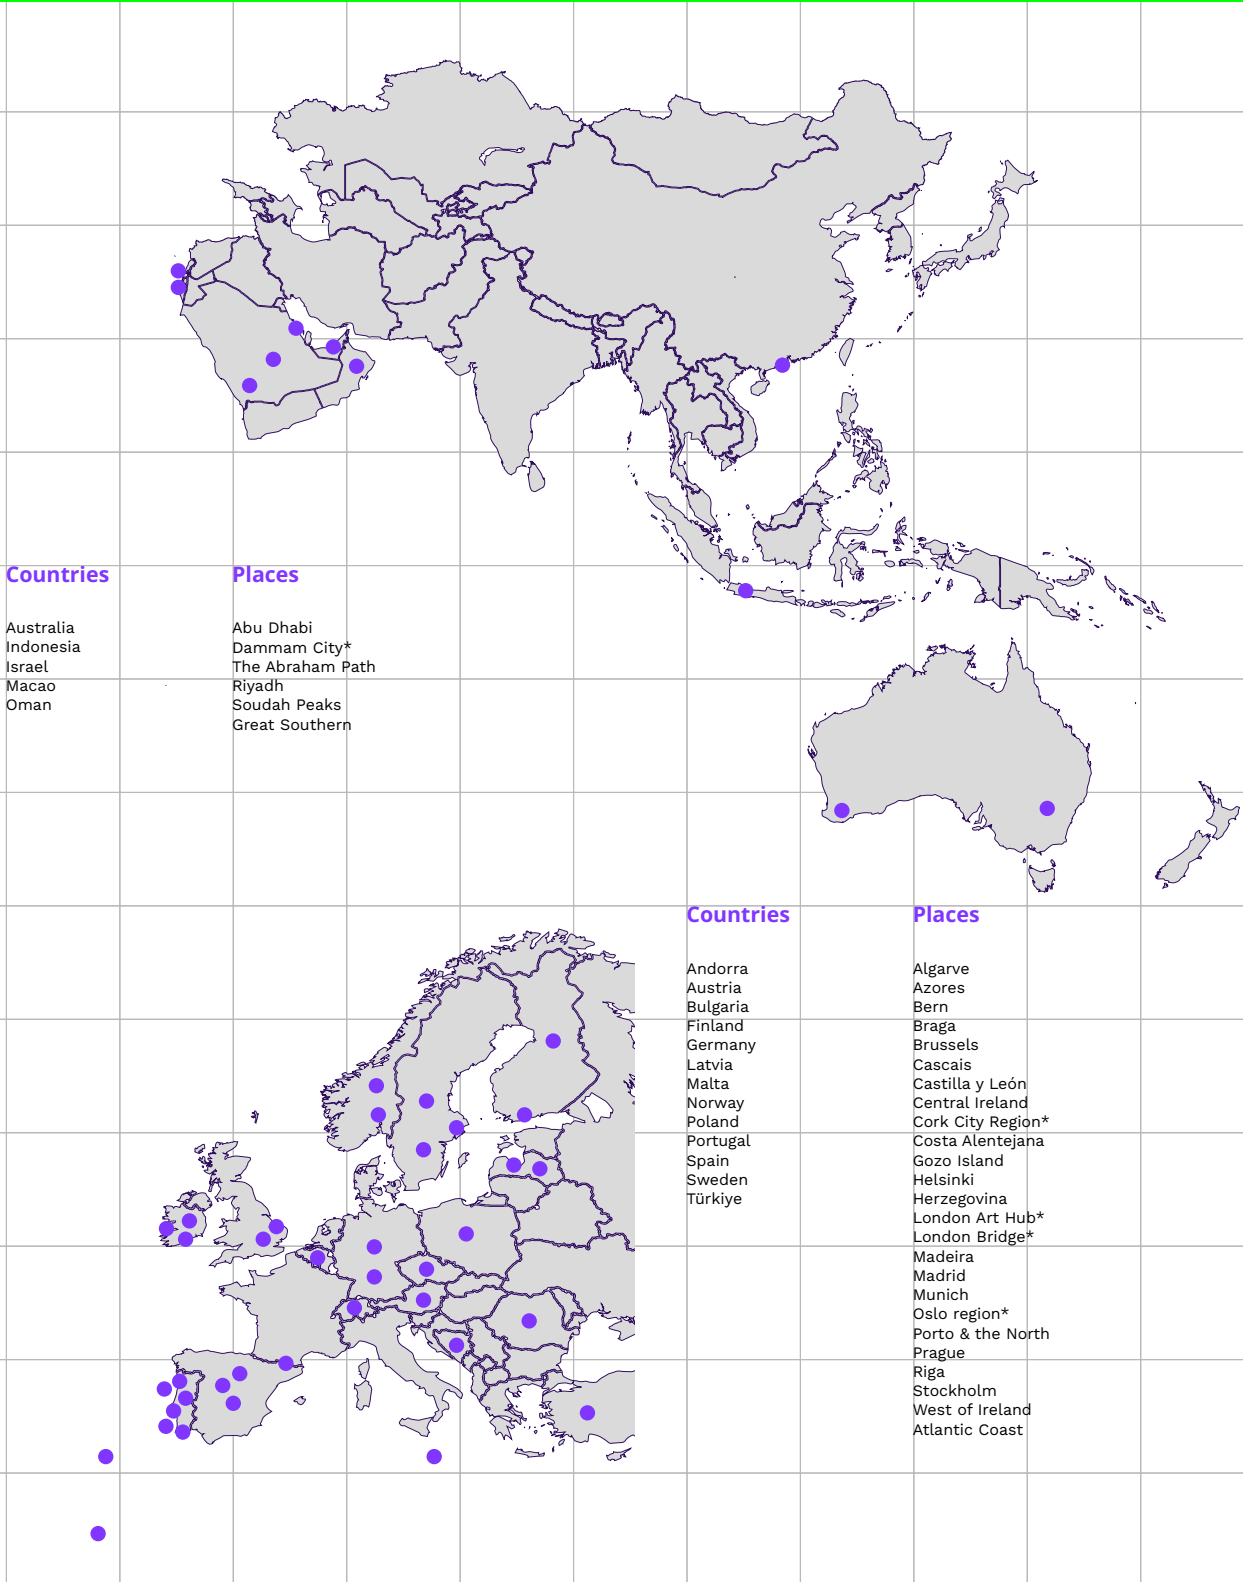 Countries
Australia
Indonesia
Israel
Macao
Oman
Places
Abu Dhabi
Dammam City*
The Abraham Path
Riyadh
Soudah Peaks
Great Southern
Countries
Andorra
Austria
Bulgaria
Finland
Germany
Latvia
Malta
Norway
Poland
Portugal
Spain
Sweden
Türkiye
Places
Algarve
Azores
Bern
Braga
Brussels
Cascais
Castilla y León
Central Ireland
Cork City Region*
Costa Alentejana
Gozo Island
Helsinki
Herzegovina
London Art Hub*
London Bridge*
Madeira
Madrid
Munich
Oslo region*
Porto & the North
Prague
Riga
Stockholm
West of Ireland
Atlantic Coast